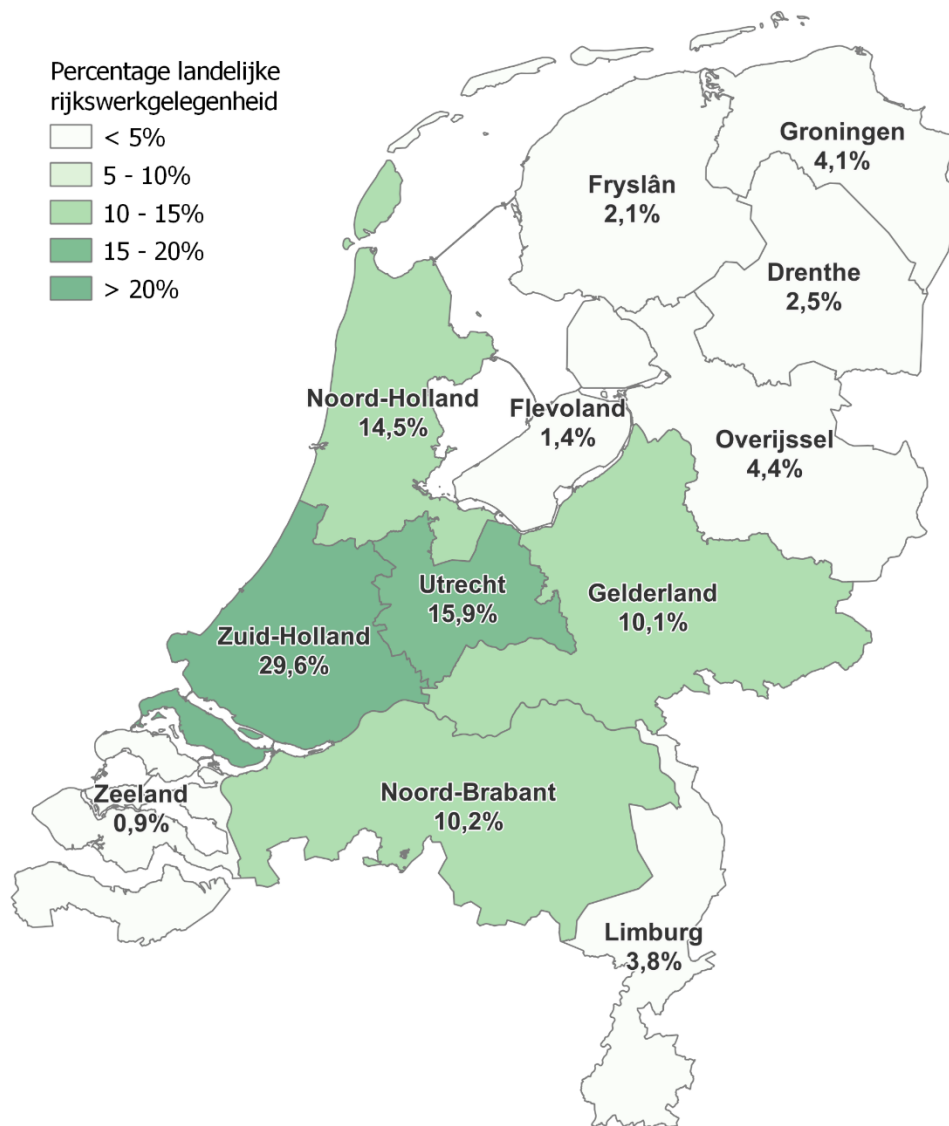 Percentage landelijke
rijkswerkgelegenheid
< 5%
5 - 10%
10 - 15%
15 - 20%
> 20%
Groningen
4,1%
Fryslân
2,1%
Drenthe
2,5%
Noord-Holland
14,5%
Flevoland
1,4%
Overijssel
4,4%
Utrecht
15,9%
Gelderland
10,1%
Zuid-Holland
29,6%
Zeeland
0,9%
Noord-Brabant
10,2%
Limburg
3,8%